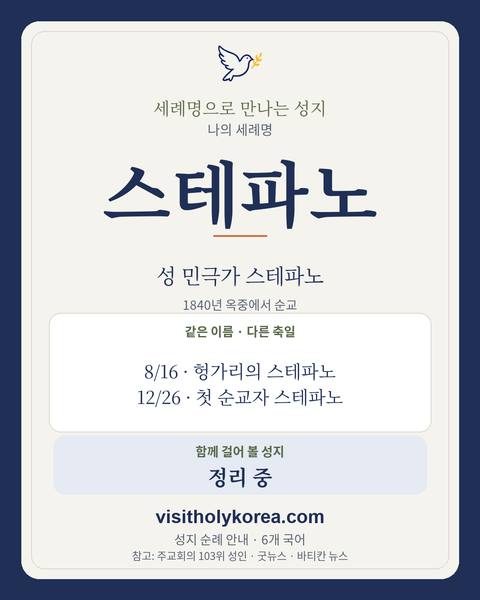 세례명으로 만나는 성지
나의 세례명
스테파노
성 민극가 스테파노
1840년 옥중에서 순교
같은 이름 · 다른 축일
8/16 · 헝가리의 스테파노
12/26 · 첫 순교자 스테파노
함께 걸어 볼 성지
정리 중
visitholykorea.com
성지 순례 안내 · 6개 국어
참고: 주교회의 103위 성인 · 굿뉴스 · 바티칸 뉴스